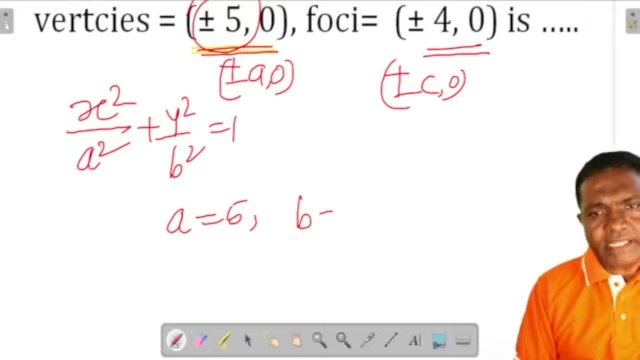 vertcies = (± 5, 0), foci= (± 4, 0) is .....
(±a,0) (±c,0)
x²/a² + y²/b² = 1
a = 5, b -